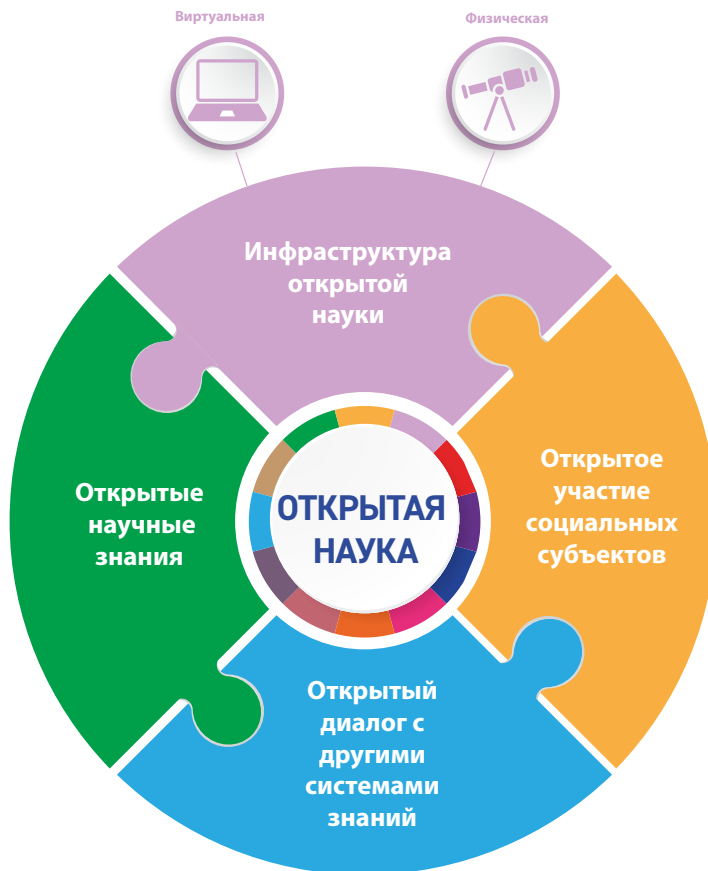 Виртуальная
Физическая
Инфраструктура
открытой
науки
Открытые
научные
знания
ОТКРЫТАЯ
НАУКА
Открытое
участие
социальных
субъектов
Открытый
диалог с
другими
системами
знаний